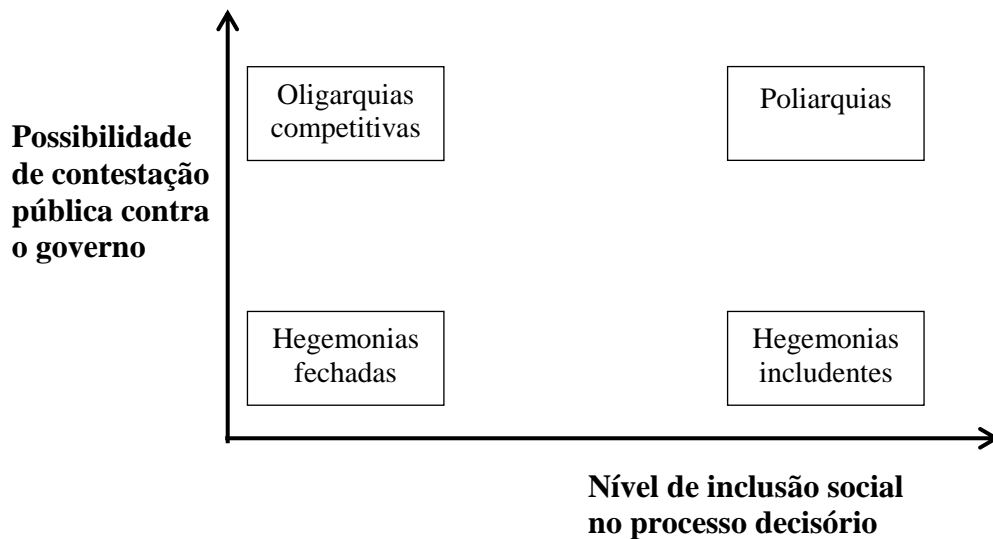 Oligarquias
competitivas
Poliarquias
Possibilidade
de contestação
pública contra
o governo
Hegemonias
fechadas
Hegemonias
includentes
Nível de inclusão social
no processo decisório